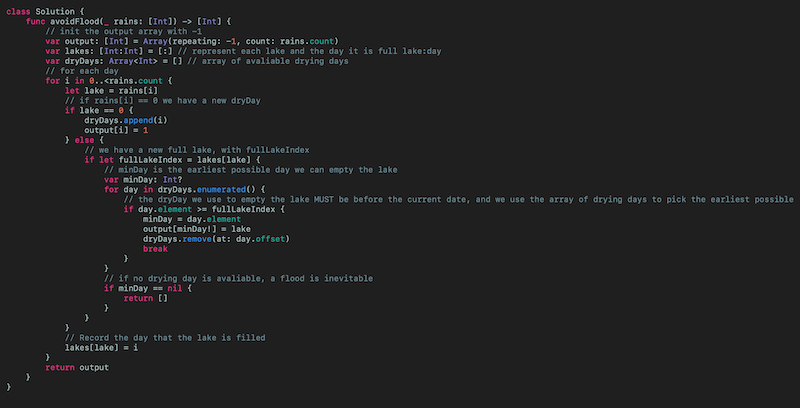 class Solution {
    func avoidFlood(_ rains: [Int]) -> [Int] {
        // init the output array with -1
        var output: [Int] = Array(repeating: -1, count: rains.count)
        var lakes: [Int:Int] = [:] // represent each lake and the day it is full lake:day
        var dryDays: Array<Int> = [] // array of avaliable drying days
        // for each day
        for i in 0..<rains.count {
            let lake = rains[i]
            // if rains[i] == 0 we have a new dryDay
            if lake == 0 {
                dryDays.append(i)
                output[i] = 1
            } else {
                // we have a new full lake, with fullLakeIndex
                if let fullLakeIndex = lakes[lake] {
                    // minDay is the earliest possible day we can empty the lake
                    var minDay: Int?
                    for day in dryDays.enumerated() {
                        // the dryDay we use to empty the lake MUST be before the current date, and we use the array of drying days to pick the earliest possible
                        if day.element >= fullLakeIndex {
                            minDay = day.element
                            output[minDay!] = lake
                            dryDays.remove(at: day.offset)
                            break
                        }
                    }
                    // if no drying day is avaliable, a flood is inevitable
                    if minDay == nil {
                        return []
                    }
                }
            }
            // Record the day that the lake is filled
            lakes[lake] = i
        }
        return output
    }
}